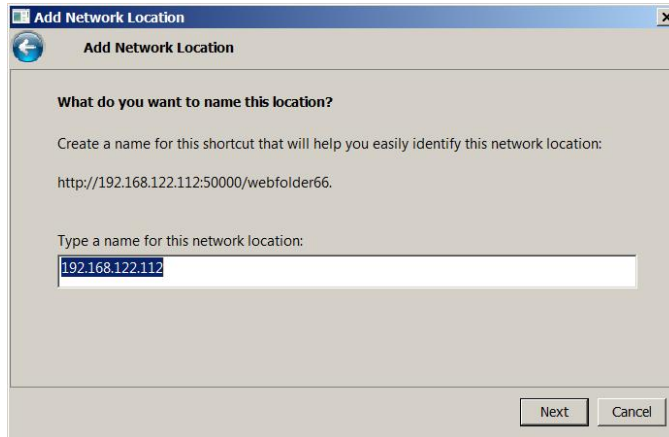 Add Network Location
Add Network Location
What do you want to name this location?
Create a name for this shortcut that will help you easily identify this network location:
http://192.168.122.112:50000/webfolder66.
Type a name for this network location:
192.168.122.112
Next Cancel